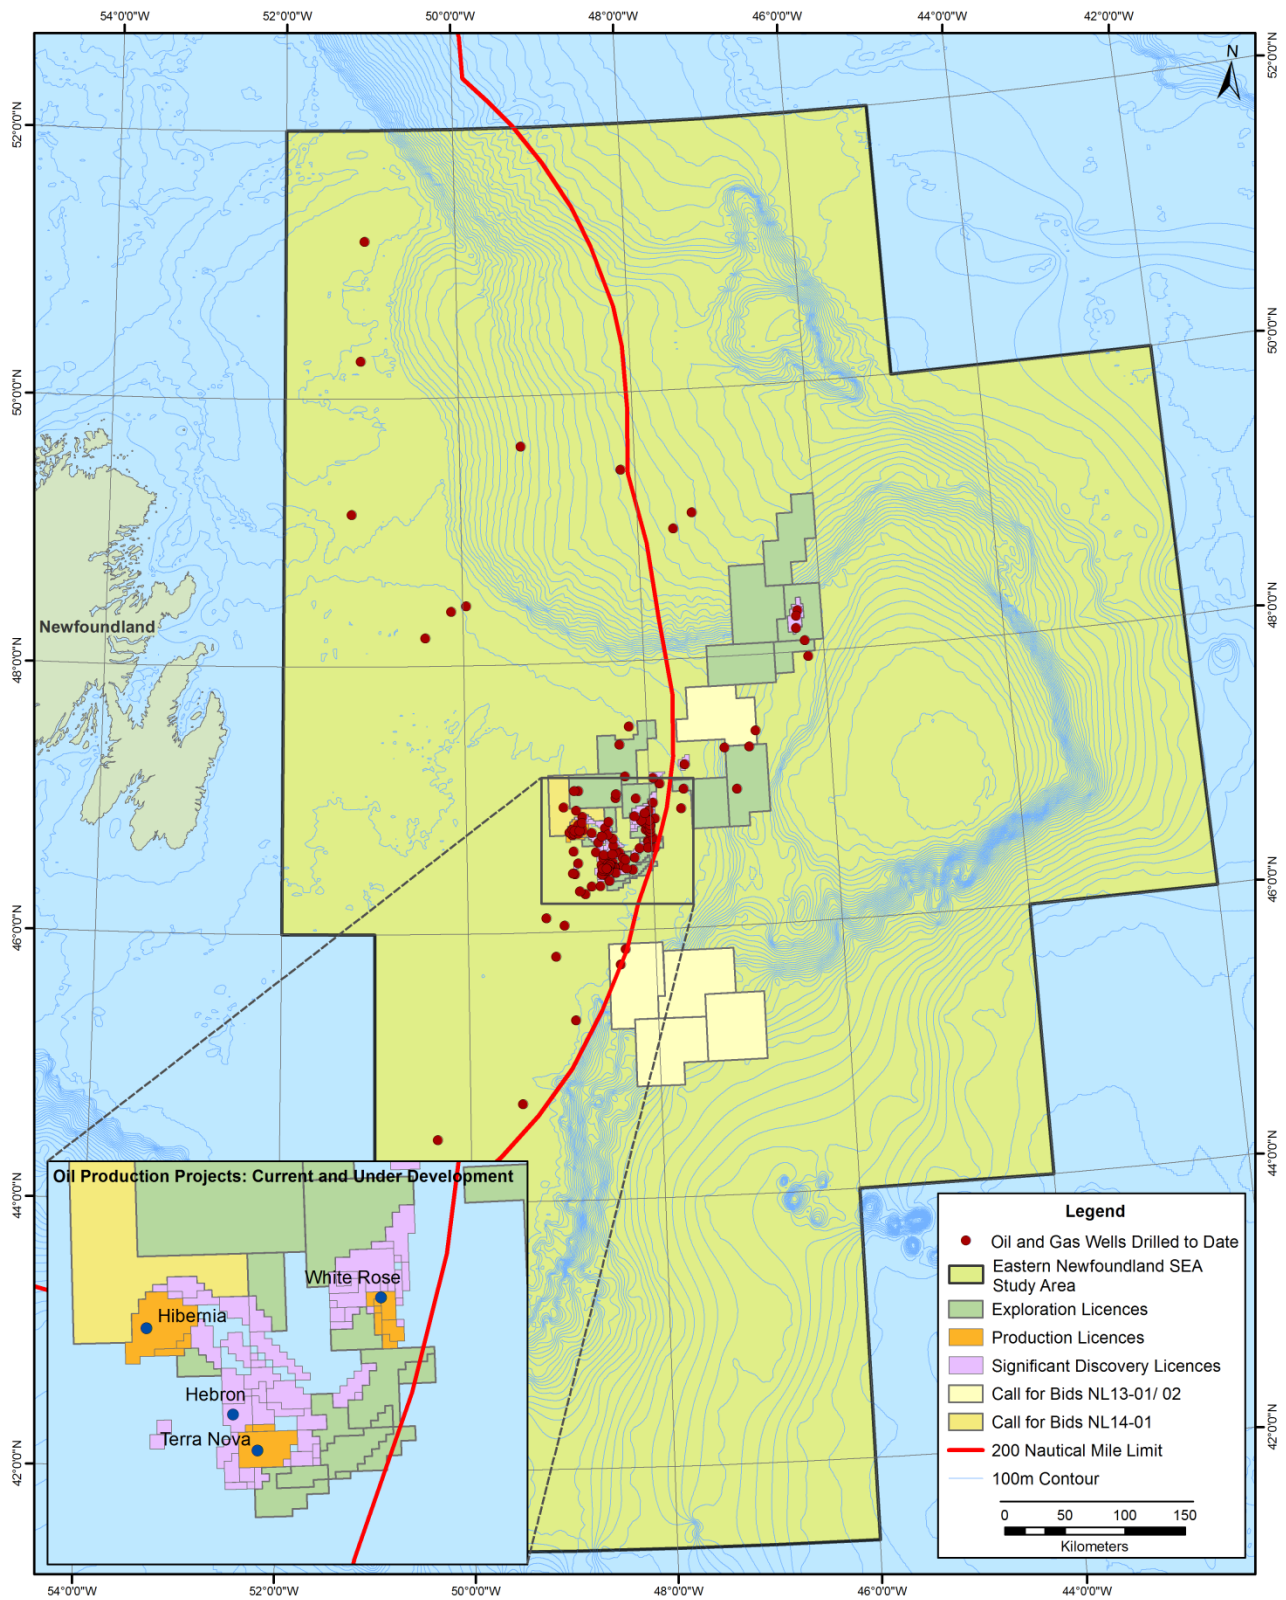 54°0'0"W 52°0'0"W 50°0'0"W 48°0'0"W 46°0'0"W 44°0'0"W 42°0'0"W
52°0'0"N
50°0'0"N
48°0'0"N
46°0'0"N
44°0'0"N
42°0'0"N
N
52°0'0"N
50°0'0"N
48°0'0"N
46°0'0"N
44°0'0"N
42°0'0"N
Newfoundland
Oil Production Projects: Current and Under Development
White Rose
Hibernia
Hebron
Terra Nova
Legend
Oil and Gas Wells Drilled to Date
Eastern Newfoundland SEA
Study Area
Exploration Licences
Production Licences
Significant Discovery Licences
Call for Bids NL13-01/ 02
Call for Bids NL14-01
200 Nautical Mile Limit
100m Contour
0 50 100 150
Kilometers
54°0'0"W 52°0'0"W 50°0'0"W 48°0'0"W 46°0'0"W 44°0'0"W